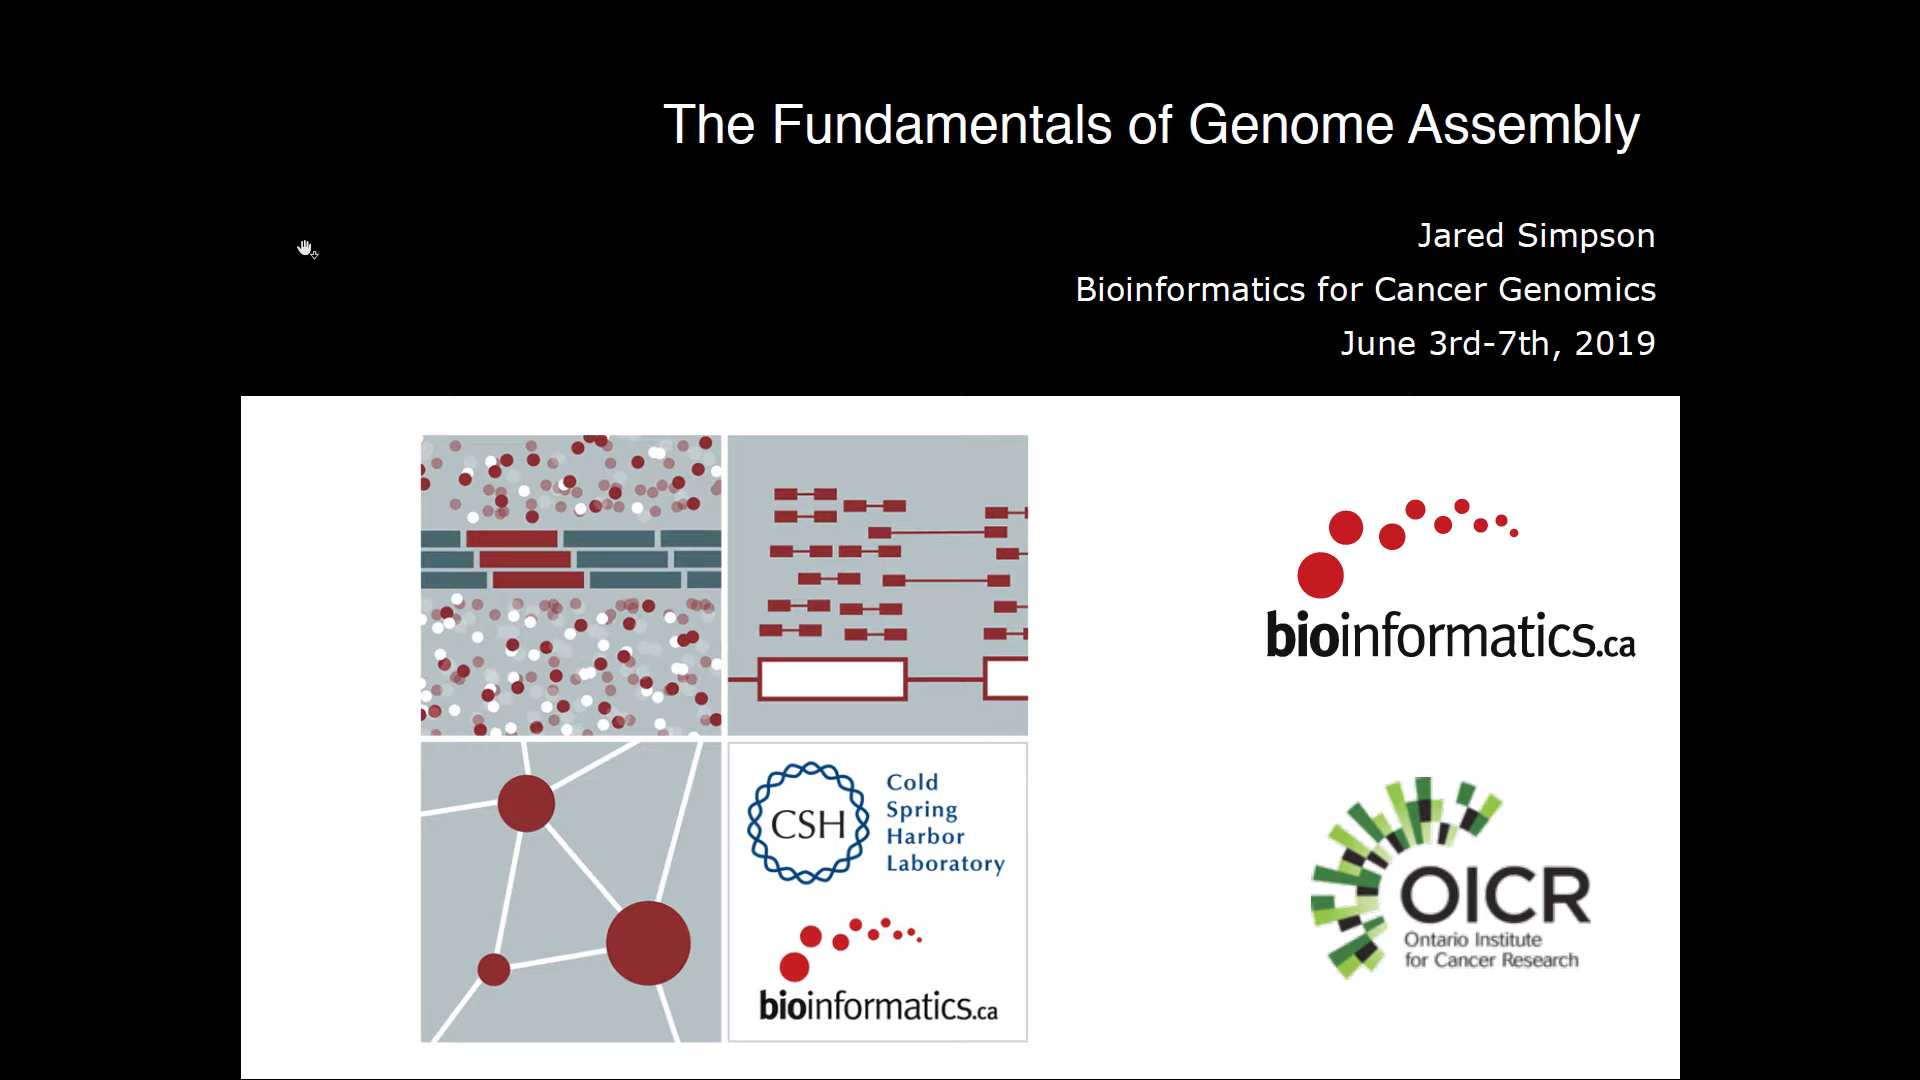 The Fundamentals of Genome Assembly
Jared Simpson
Bioinformatics for Cancer Genomics
June 3rd-7th, 2019
bioinformatics.ca
CSH
Cold
Spring
Harbor
Laboratory
bioinformatics.ca
OICR
Ontario Institute
for Cancer Research